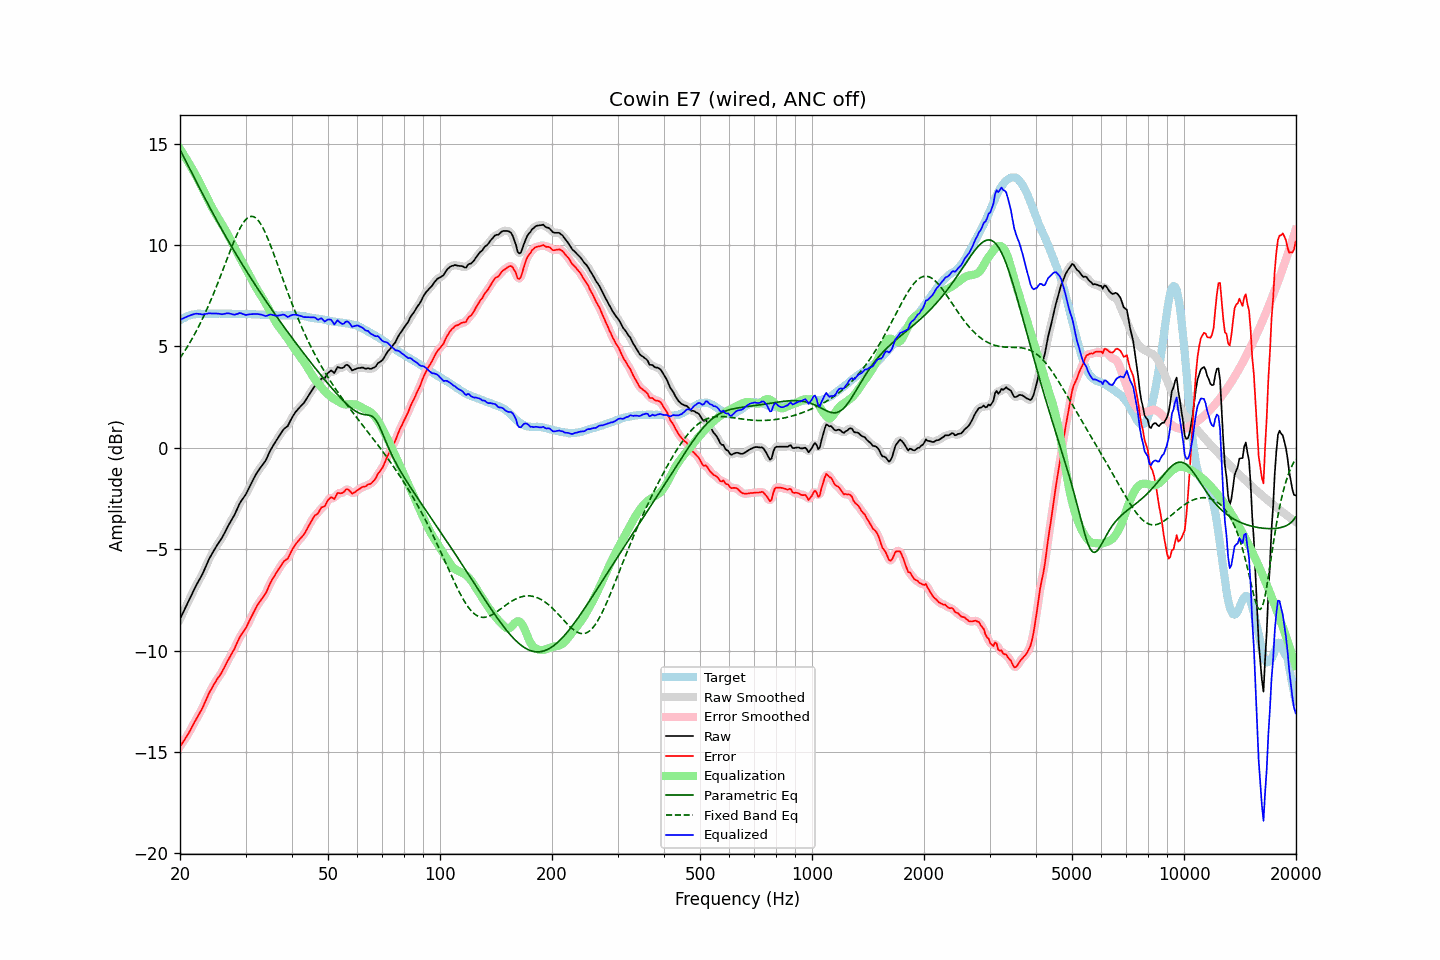 Cowin E7 (wired, ANC off)
Amplitude (dBr)
15
10
5
0
−5
−10
−15
−20
20
50
100
200
500
1000
2000
5000
10000
20000
Frequency (Hz)
Target
Raw Smoothed
Error Smoothed
Raw
Error
Equalization
Parametric Eq
Fixed Band Eq
Equalized